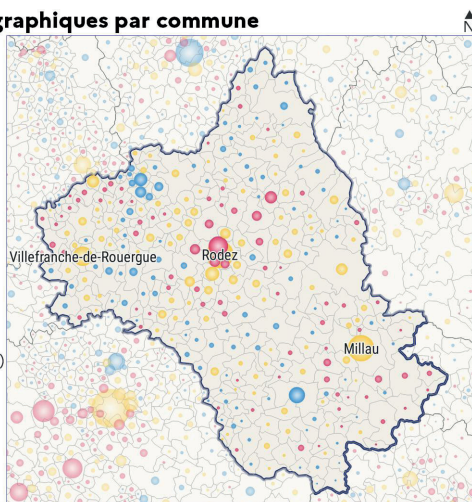 graphiques par commune
N
Villefranche-de-Rouergue
Rodez
Millau
)